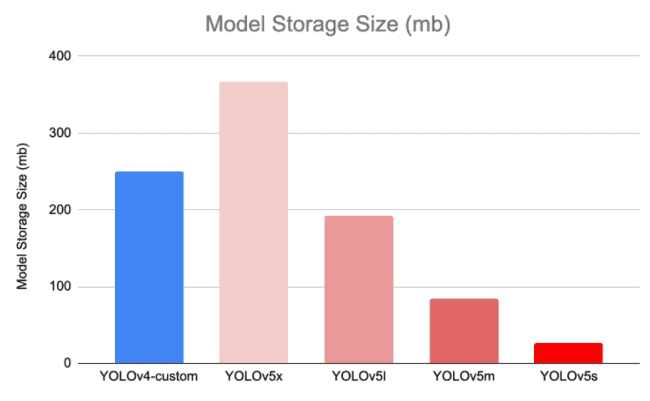 Model Storage Size (mb)
Model Storage Size (mb)
400
300
200
100
0
YOLOv4-custom YOLOv5x YOLOv5l YOLOv5m YOLOv5s